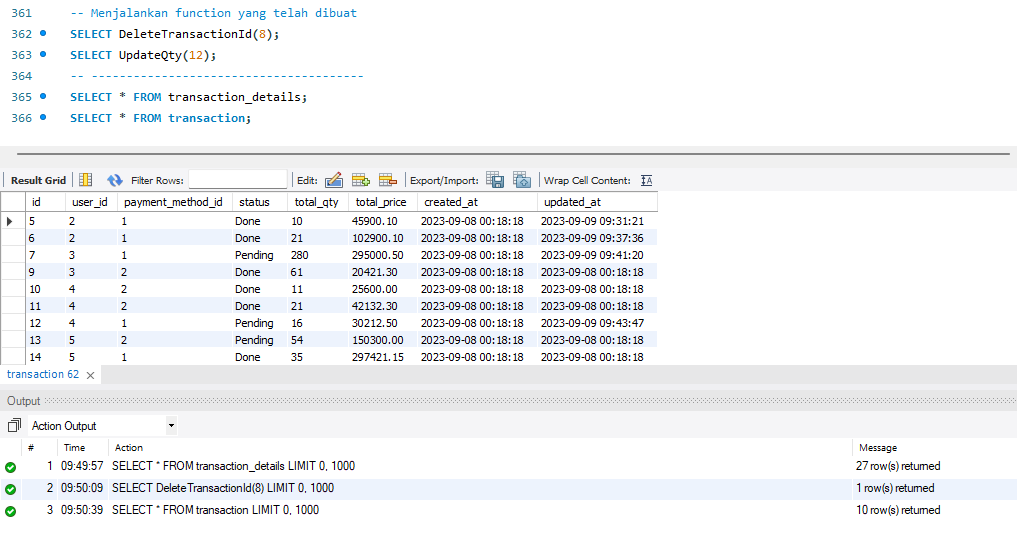 361 -- Menjalankan function yang telah dibuat
362 SELECT DeleteTransactionId(8);
363 SELECT UpdateQty(12);
364 -- ---------------------------------------
365 SELECT * FROM transaction_details;
366 SELECT * FROM transaction;
Result Grid Filter Rows: Edit: Export/Import: Wrap Cell Content: IA
id user_id payment_method_id status total_qty total_price created_at updated_at
5 2 1 Done 10 45900.10 2023-09-08 00:18:18 2023-09-09 09:31:21
6 2 1 Done 21 102900.10 2023-09-08 00:18:18 2023-09-09 09:37:36
7 3 1 Pending 280 295000.50 2023-09-08 00:18:18 2023-09-09 09:41:20
9 3 2 Done 61 20421.30 2023-09-08 00:18:18 2023-09-08 00:18:18
10 4 2 Done 11 25600.00 2023-09-08 00:18:18 2023-09-08 00:18:18
11 4 2 Done 21 42132.30 2023-09-08 00:18:18 2023-09-08 00:18:18
12 4 1 Pending 16 30212.50 2023-09-08 00:18:18 2023-09-09 09:43:47
13 5 2 Pending 54 150300.00 2023-09-08 00:18:18 2023-09-08 00:18:18
14 5 1 Done 35 297421.15 2023-09-08 00:18:18 2023-09-08 00:18:18
transaction 62
Output
Action Output
# Time Action Message
1 09:49:57 SELECT * FROM transaction_details LIMIT 0, 1000 27 row(s) returned
2 09:50:09 SELECT DeleteTransactionId(8) LIMIT 0, 1000 1 row(s) returned
3 09:50:39 SELECT * FROM transaction LIMIT 0, 1000 10 row(s) returned